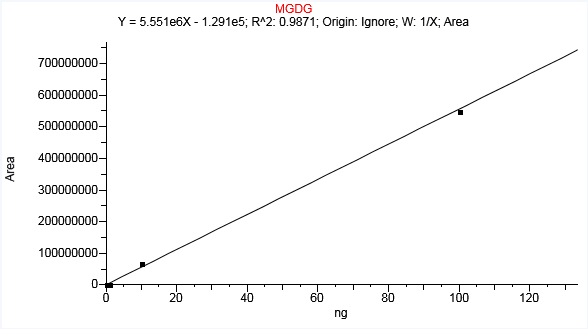 MGDG
Y = 5.551e6X - 1.291e5; R^2: 0.9871; Origin: Ignore; W: 1/X; Area
700000000
600000000
500000000
400000000
300000000
200000000
100000000
0
Area
0 20 40 60 80 100 120
ng